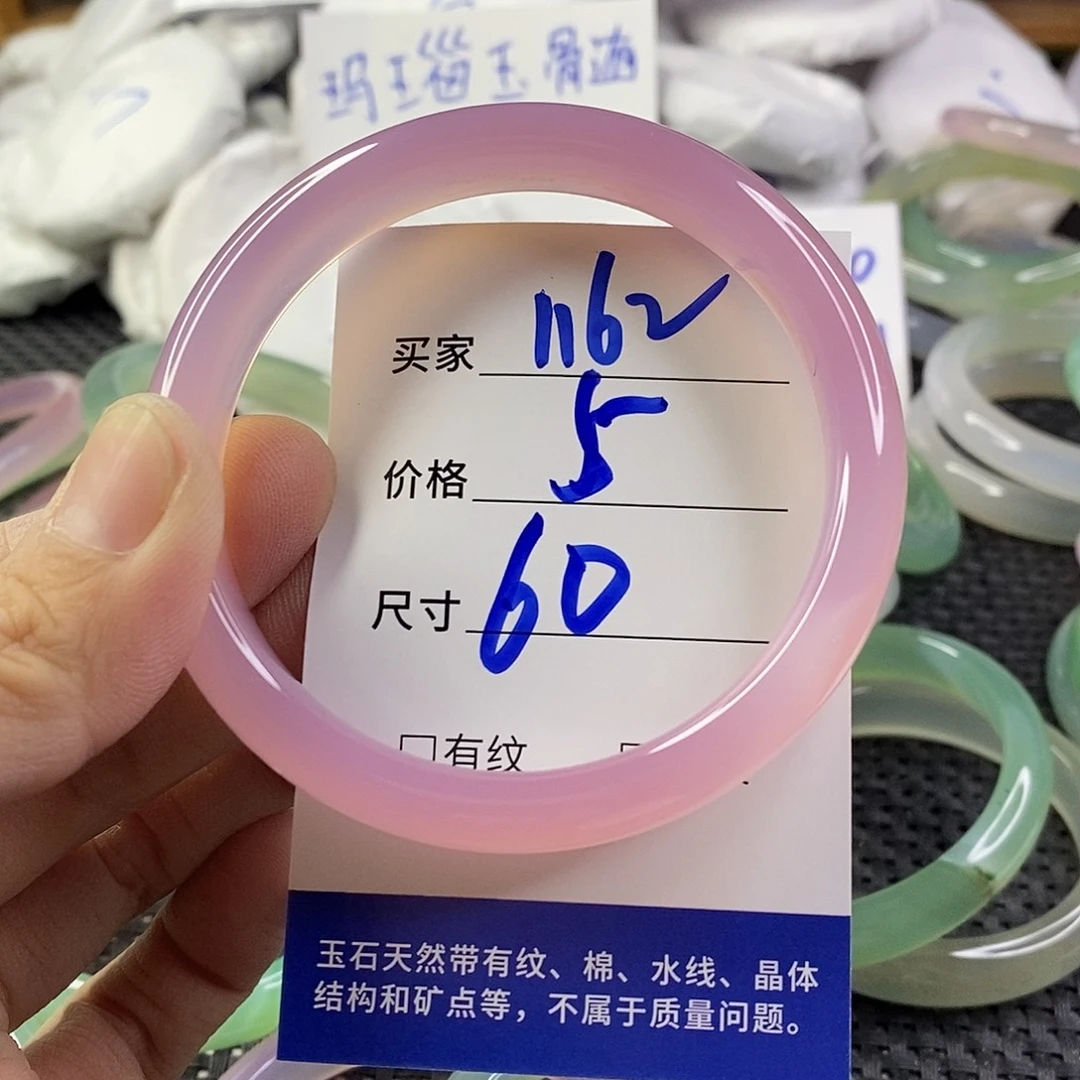 玛瑙玉骨遊
买家 1162
价格 5
尺寸 60
□有纹
玉石天然带有纹、棉、水线、晶体
结构和矿点等，不属于质量问题。